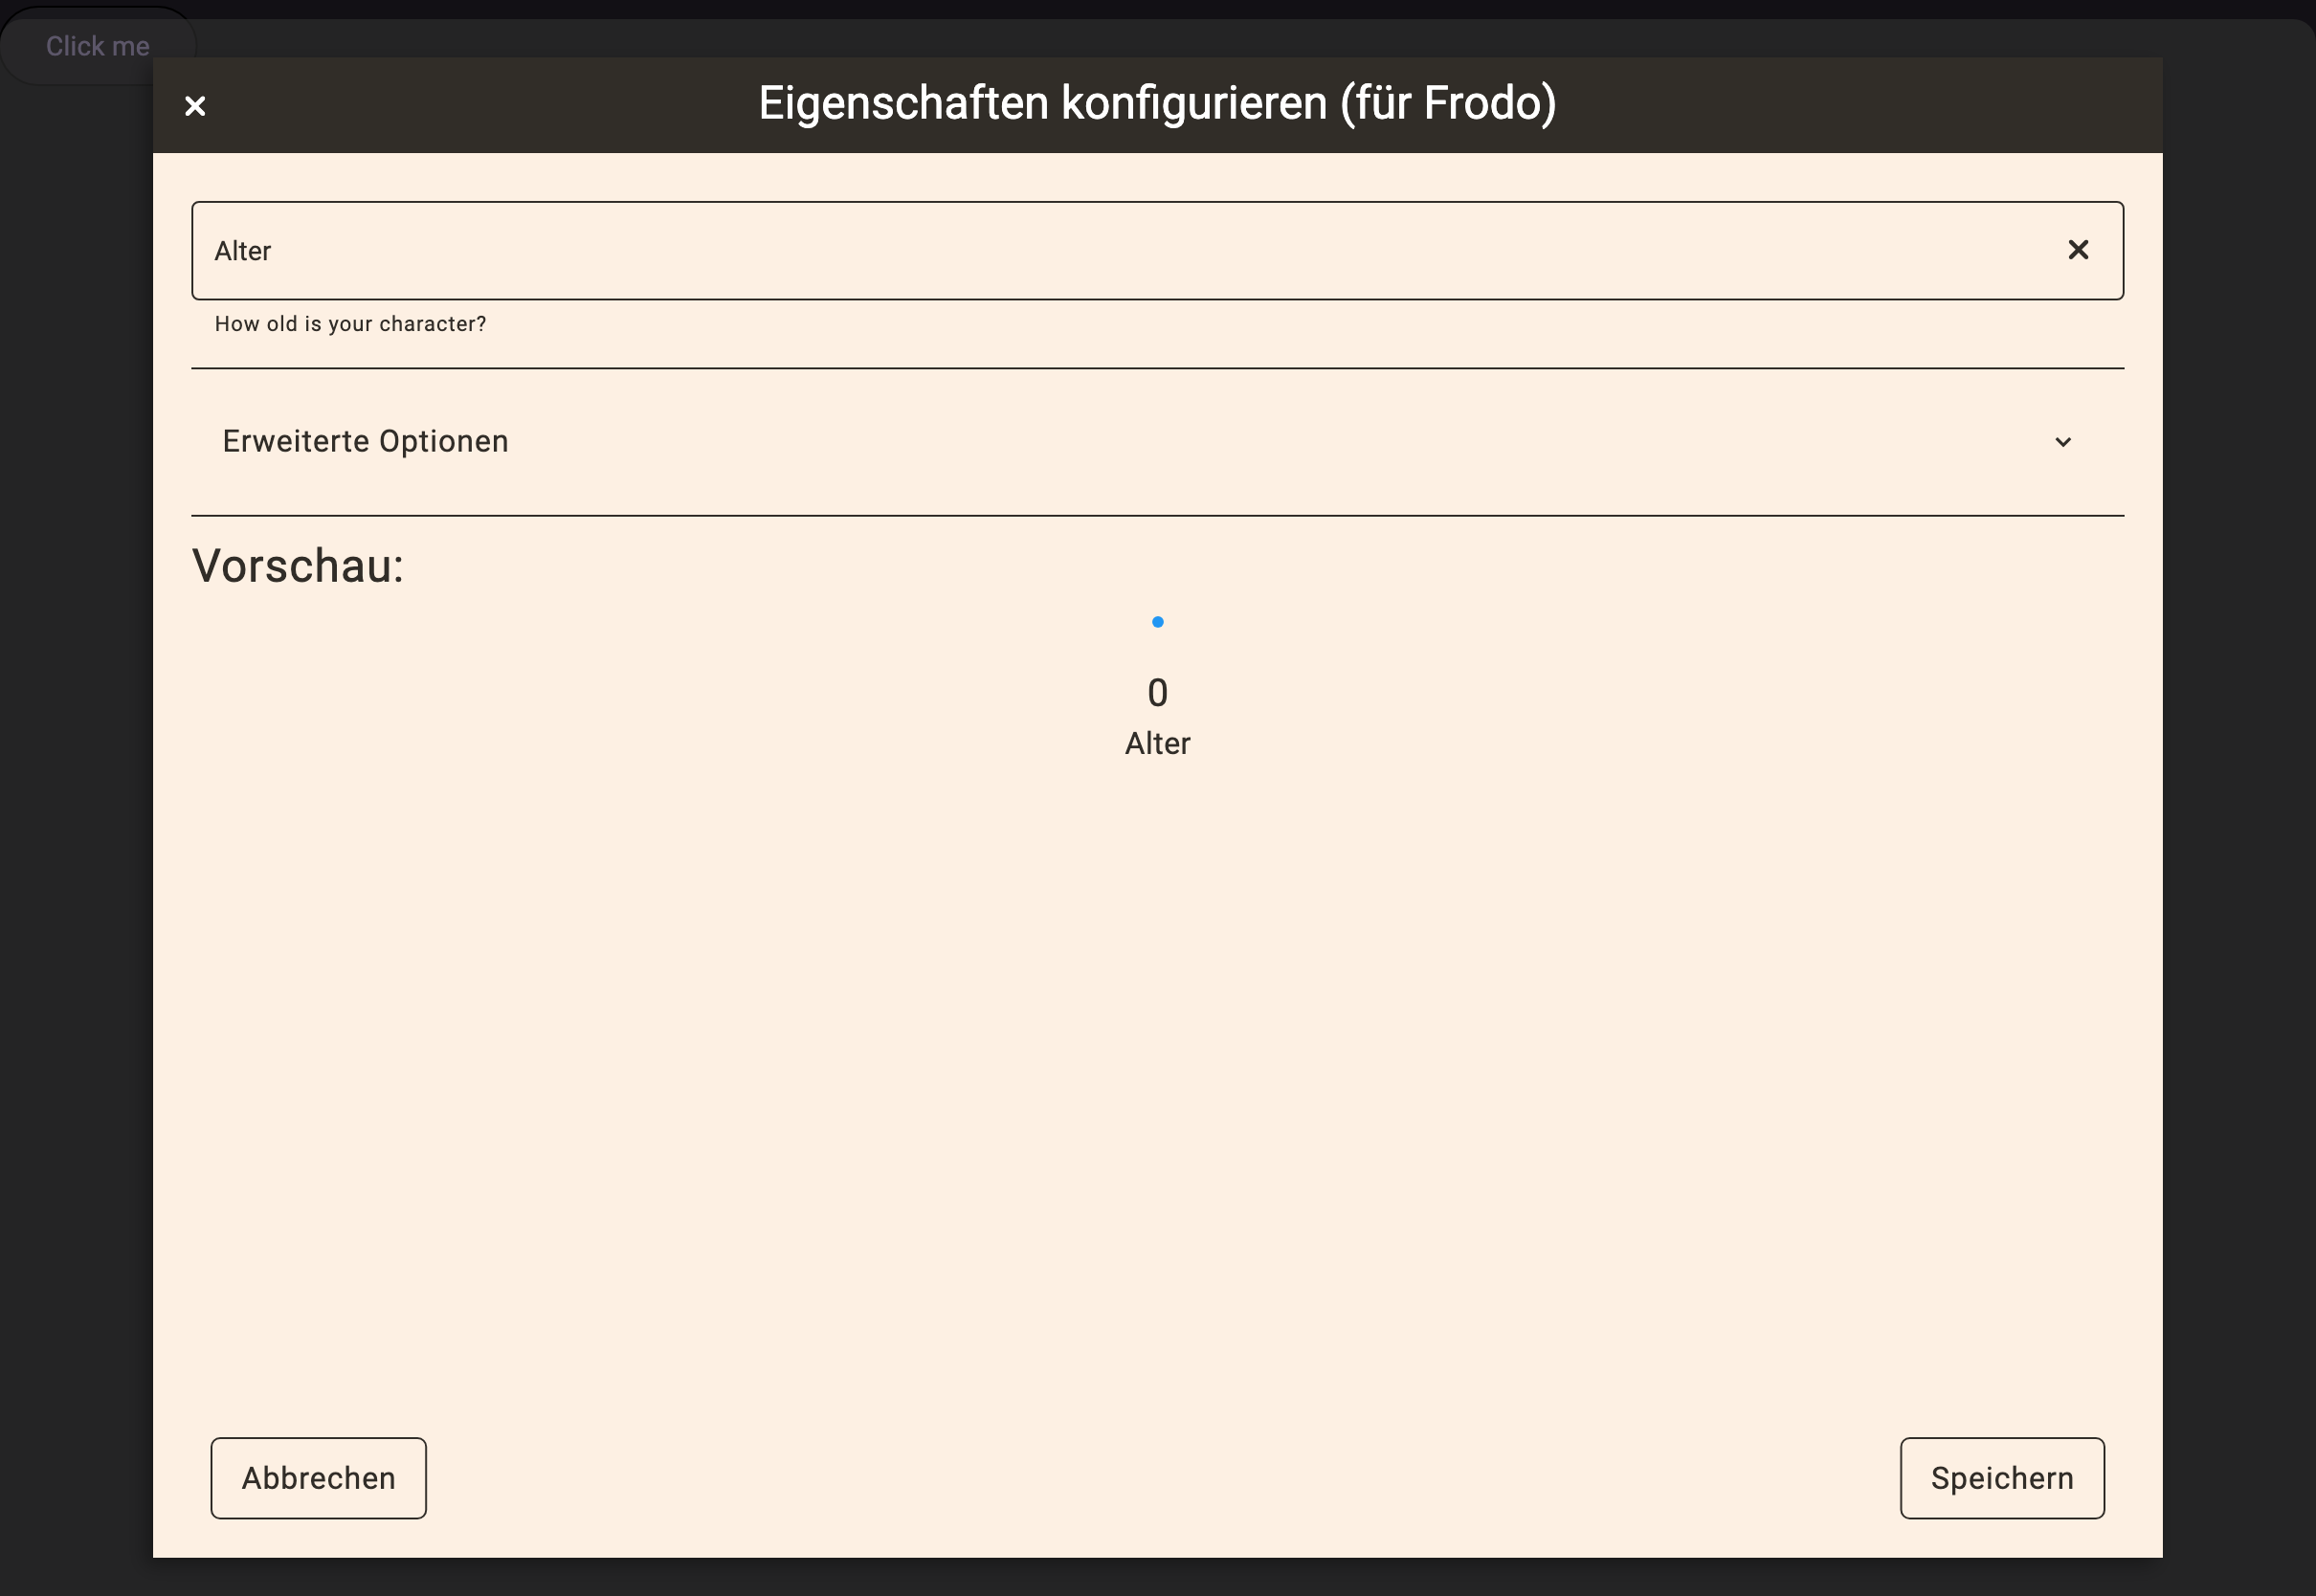 Click me
Eigenschaften konfigurieren (für Frodo)
Alter
How old is your character?
Erweiterte Optionen
Vorschau:
0
Alter
Abbrechen
Speichern